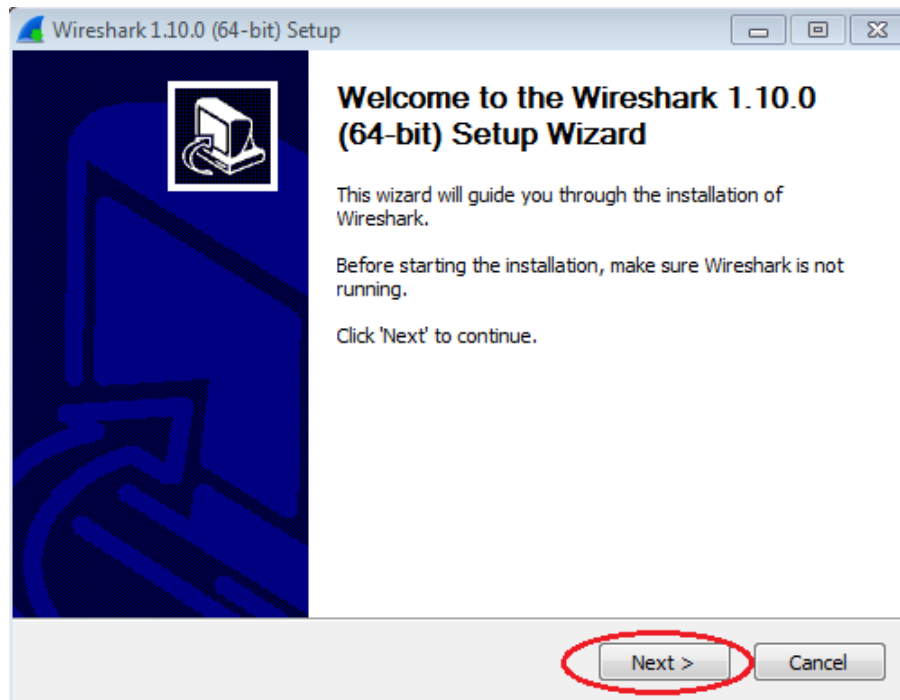 Wireshark 1.10.0 (64-bit) Setup
Welcome to the Wireshark 1.10.0
(64-bit) Setup Wizard
This wizard will guide you through the installation of
Wireshark.
Before starting the installation, make sure Wireshark is not
running.
Click 'Next' to continue.
Next >
Cancel